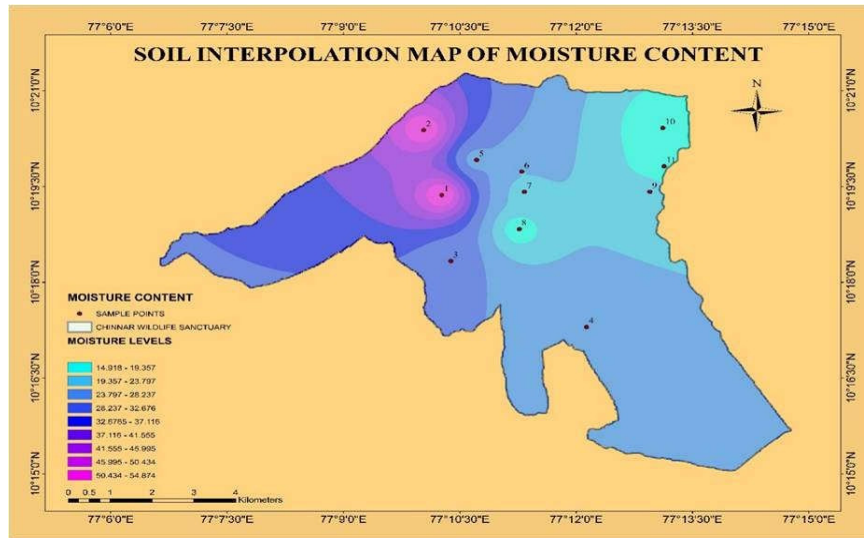 77°6'0"E 77°7'30"E 77°9'0"E 77°10'30"E 77°12'0"E 77°13'30"E 77°15'0"E
SOIL INTERPOLATION MAP OF MOISTURE CONTENT
N
10°21'0"N 10°21'0"N
2
10
5
6
11
10°19'30"N 10°19'30"N
1
7
9
8
3
10°18'0"N 10°18'0"N
MOISTURE CONTENT
SAMPLE POINTS
CHINNAR WILDLIFE SANCTUARY
4
MOISTURE LEVELS
14.918 - 19.357
19.357 - 23.797
23.797 - 28.237
28.237 - 32.676
32.6765 - 37.116
37.116 - 41.555
41.555 - 45.995
45.995 - 50.434
50.434 - 54.874
10°16'30"N 10°16'30"N
10°15'0"N 10°15'0"N
0 0.5 1 2 3 4
Kilometers
77°6'0"E 77°7'30"E 77°9'0"E 77°10'30"E 77°12'0"E 77°13'30"E 77°15'0"E